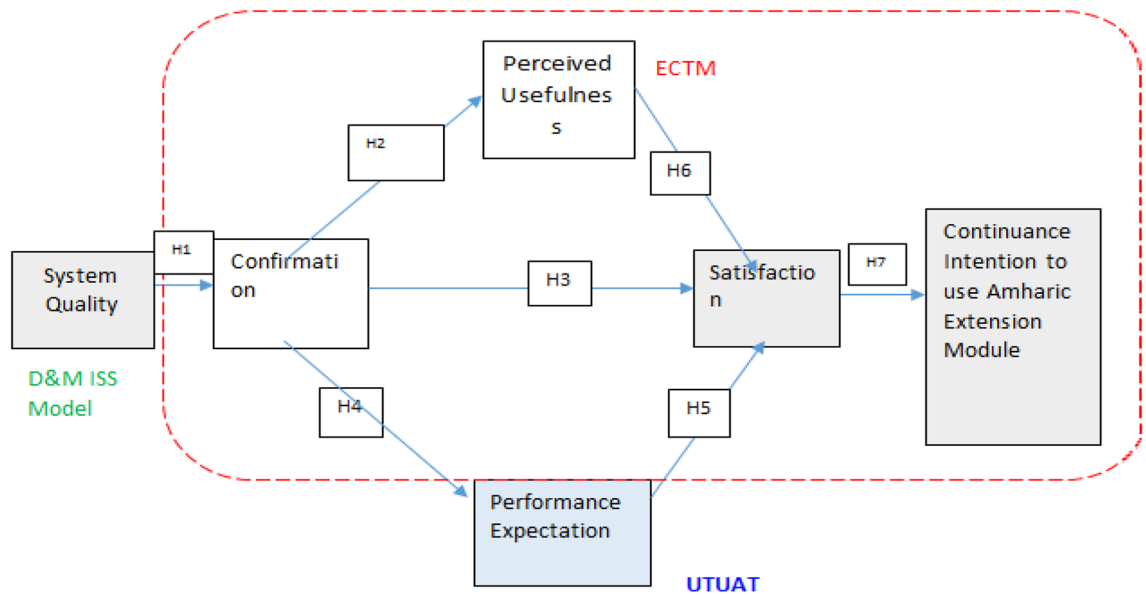 Perceived
Usefulnes
s
ECTM
H2
H6
H1
System
Quality
Confirmati
on
H3
Satisfactio
n
H7
Continuance
Intention to
use Amharic
Extension
Module
D&M ISS
Model
H4
H5
Performance
Expectation
UTUAT